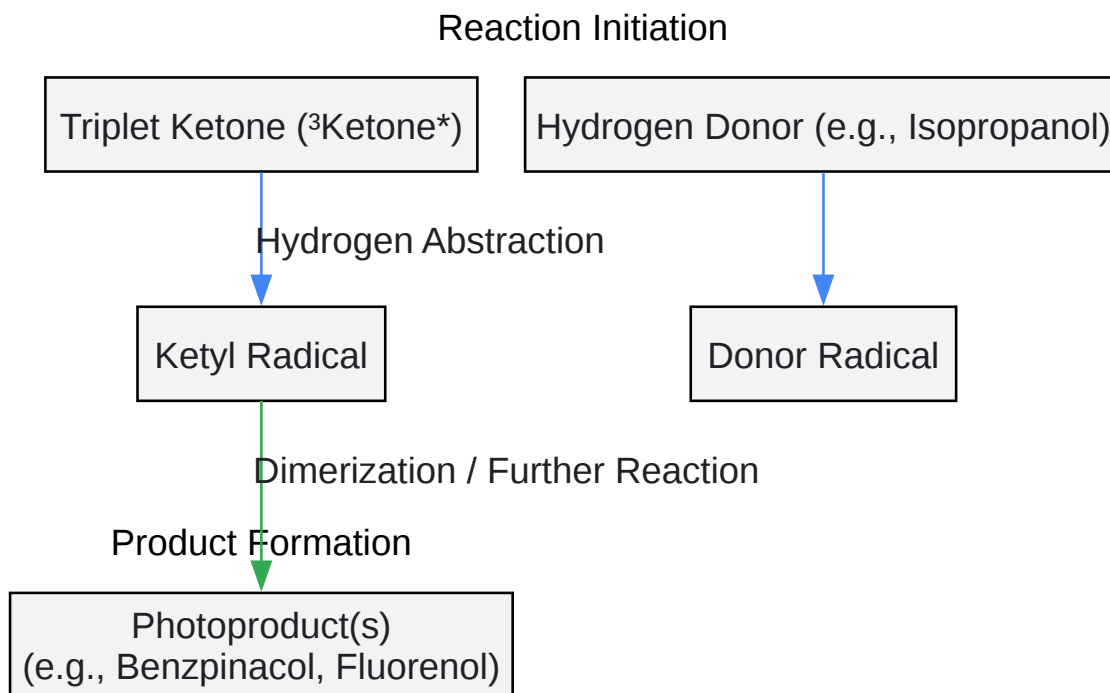 Reaction Initiation
Triplet Ketone (³Ketone*)
Hydrogen Donor (e.g., Isopropanol)
Hydrogen Abstraction
Ketyl Radical
Donor Radical
Dimerization / Further Reaction
Product Formation
Photoproduct(s)
(e.g., Benzpinacol, Fluorenol)